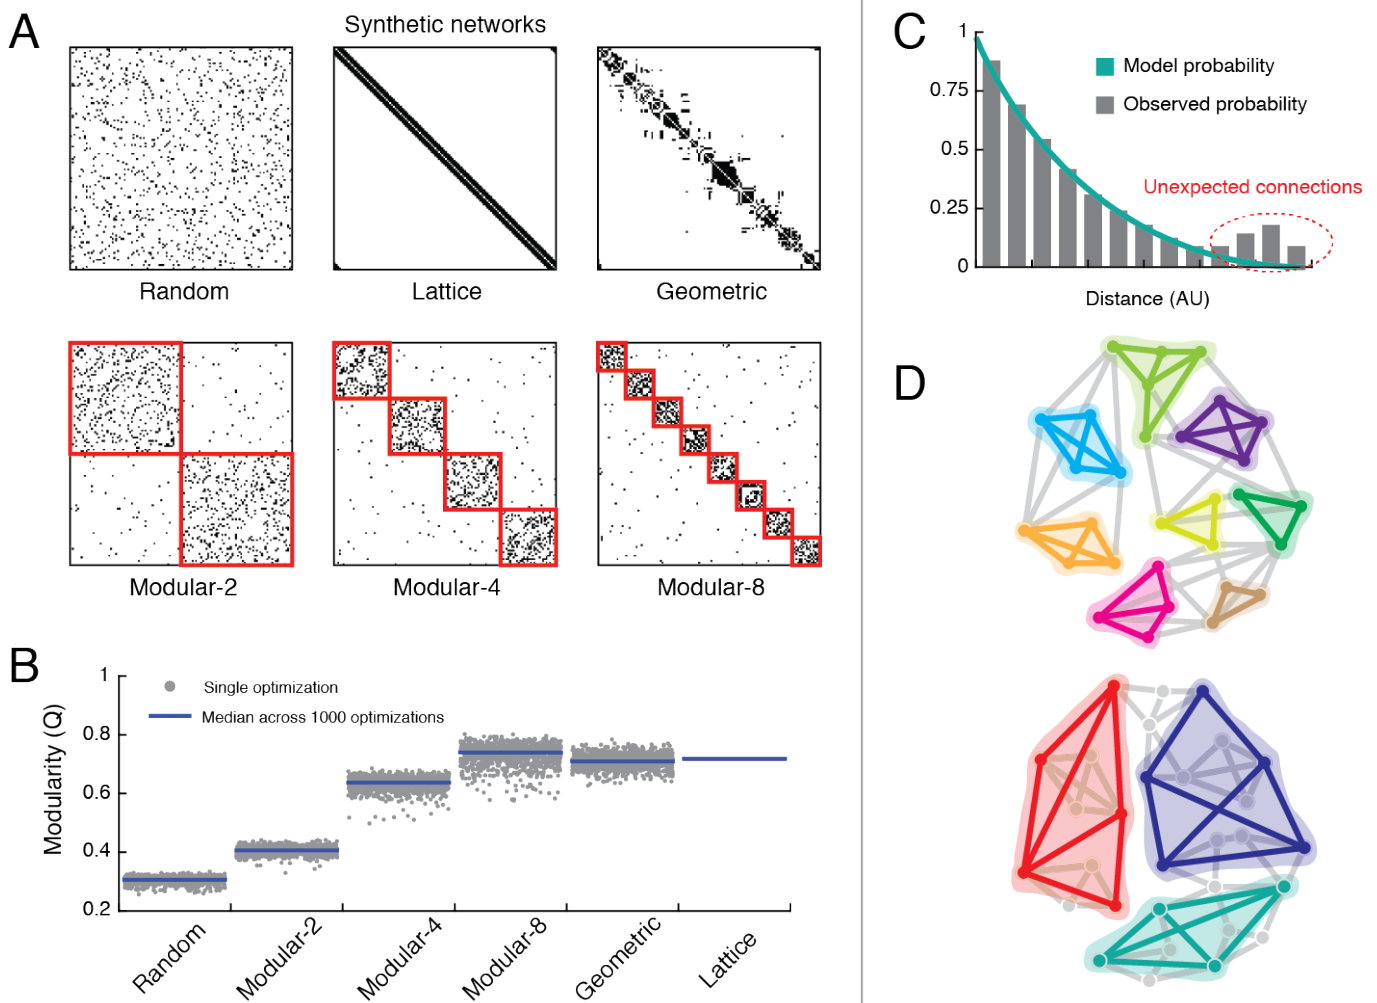 A
Synthetic networks
Random
Lattice
Geometric
Modular-2
Modular-4
Modular-8
B
Modularity (Q)
1
0.8
0.6
0.4
0.2
Single optimization
Median across 1000 optimizations
Random
Modular-2
Modular-4
Modular-8
Geometric
Lattice
C
1
0.75
0.5
0.25
0
Model probability
Observed probability
Unexpected connections
Distance (AU)
D